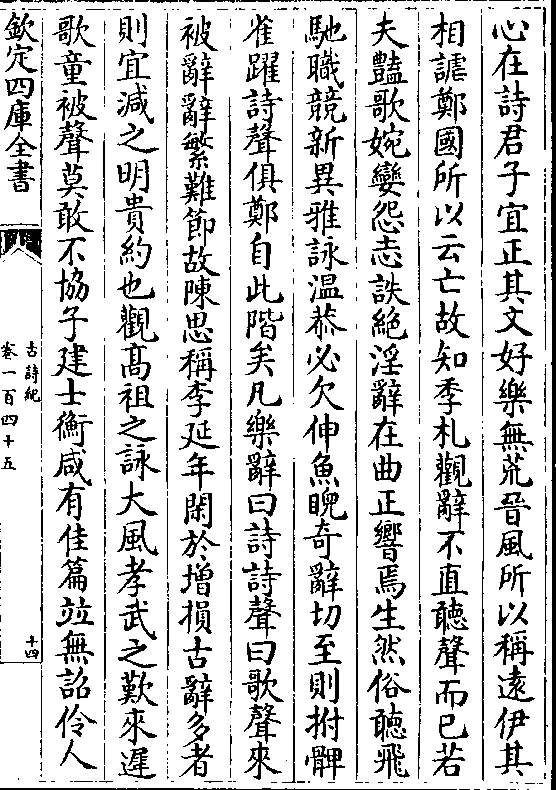 心在詩君子宜正其文好樂無荒晉風所以稱遠伊其
相謔鄭國所以云亡故知季札觀辭不直聽聲而已若
夫豔歌婉孌怨志詄絕淫辭在曲正響焉生然俗聽飛
馳職競新異雅詠温恭必欠伸魚睨奇辭切至則拊髀
雀躍詩聲俱鄭自此階矣凡樂辭曰詩詩聲曰歌聲來
被辭辭繁難節故陳思稱李延年閑於增損古辭多者
則宜減之明貴約也觀髙祖之詠大風孝武之歎來遲
歌童被聲莫敢不協子建士衡咸有佳篇竝無詔伶人
欽定四庫全書
古詩紀
卷一百四十五
十四